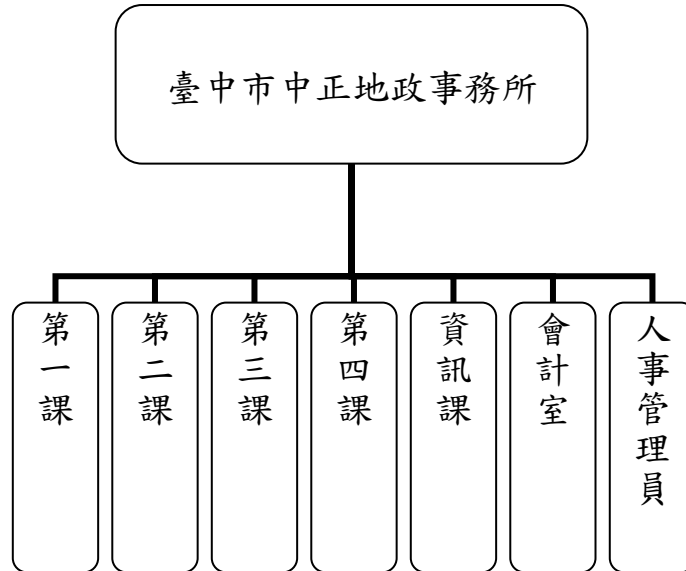 臺中市中正地政事務所
第一課
第二課
第三課
第四課
資訊課
會計室
人事管理員